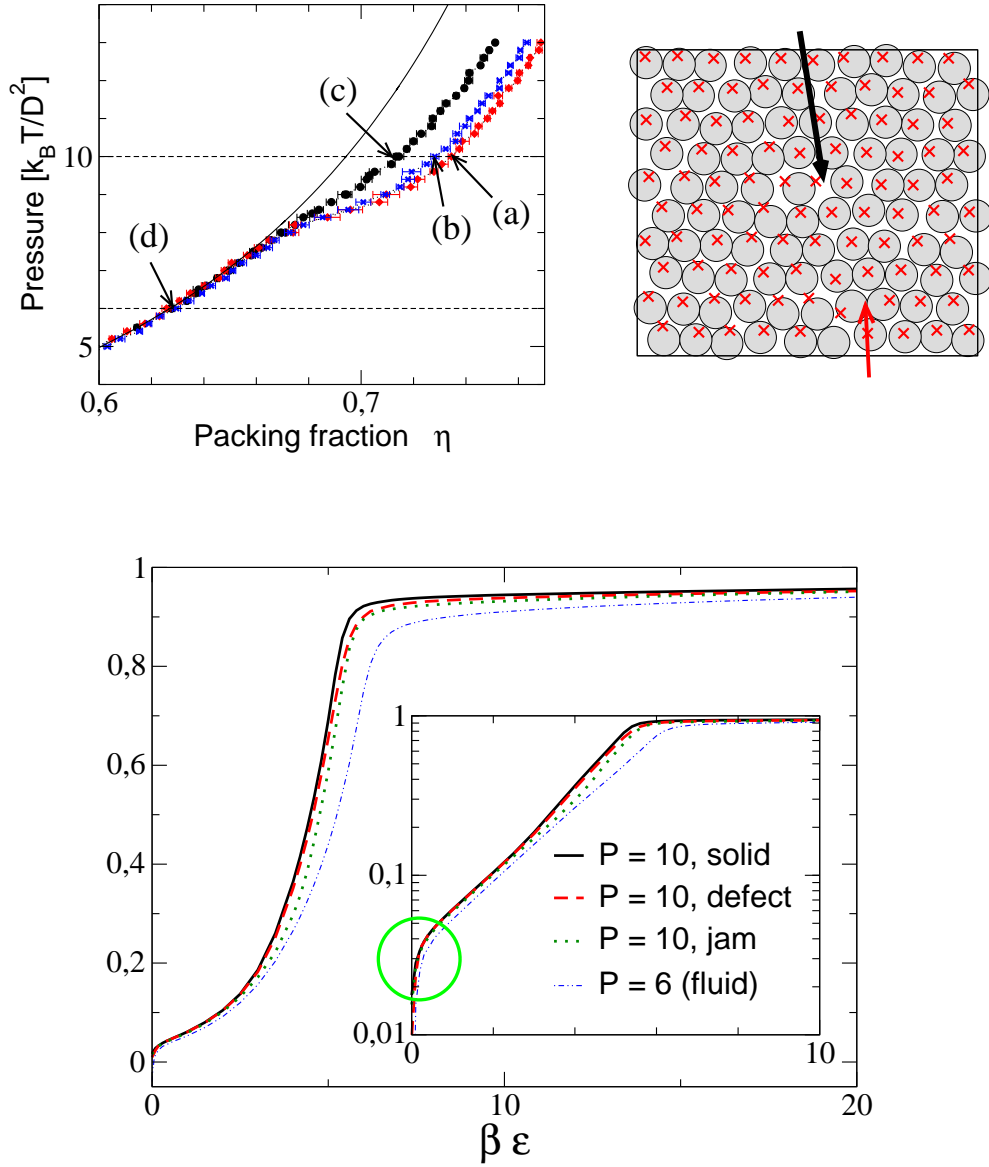 Pressure [k_BT/D^2]
10
5
(c)
(d)
(b)
(a)
0,6
0,7
Packing fraction η
1
0,8
0,6
0,4
0,2
0
0
10
20
β ε
1
0,1
0,01
0
10
P = 10, solid
P = 10, defect
P = 10, jam
P = 6 (fluid)